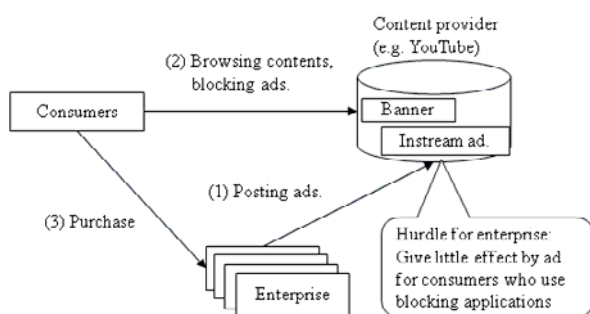 Content provider
(e.g. YouTube)
(2) Browsing contents,
blocking ads.
Consumers
Banner
Instream ad.
(1) Posting ads.
(3) Purchase
Hurdle for enterprise:
Give little effect by ad
for consumers who use
blocking applications
Enterprise